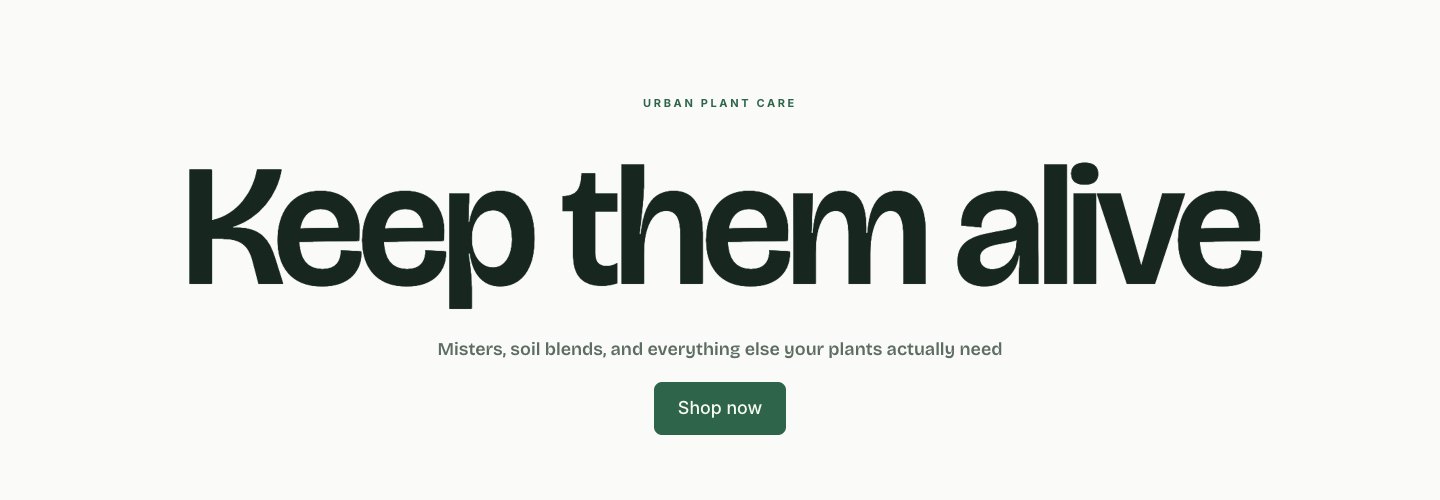 URBAN PLANT CARE
Keep them alive
Misters, soil blends, and everything else your plants actually need
Shop now